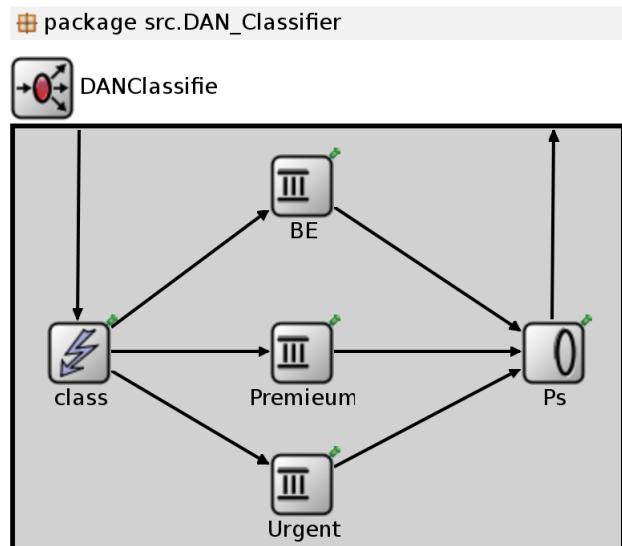 package src.DAN_Classifier
DANClassifie
BE
class
Premieum
Ps
Urgent